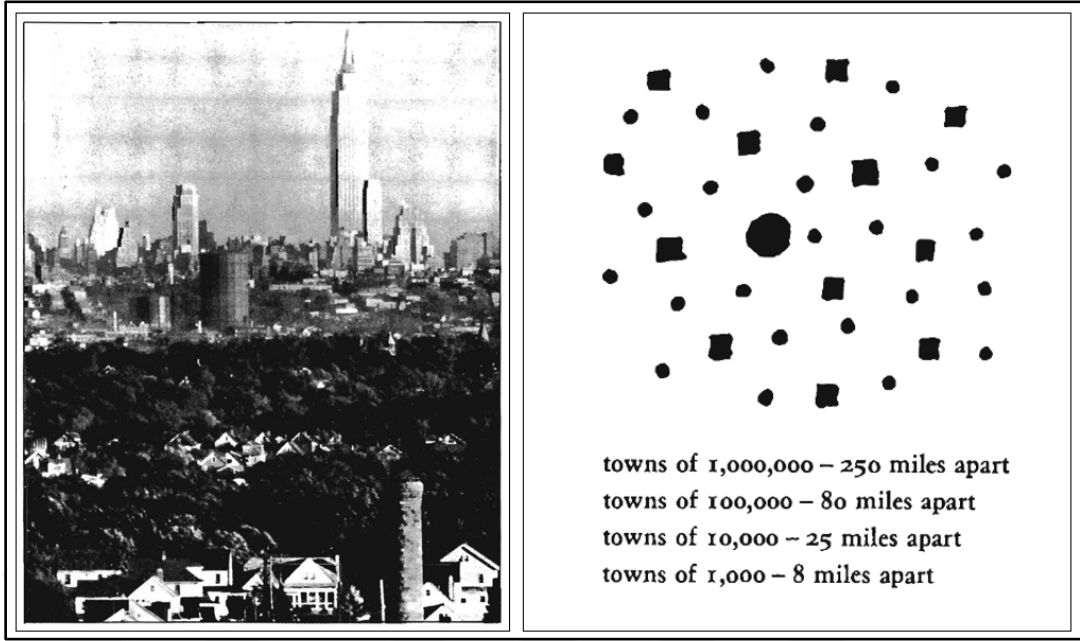 towns of 1,000,000 – 250 miles apart
towns of 100,000 – 80 miles apart
towns of 10,000 – 25 miles apart
towns of 1,000 – 8 miles apart